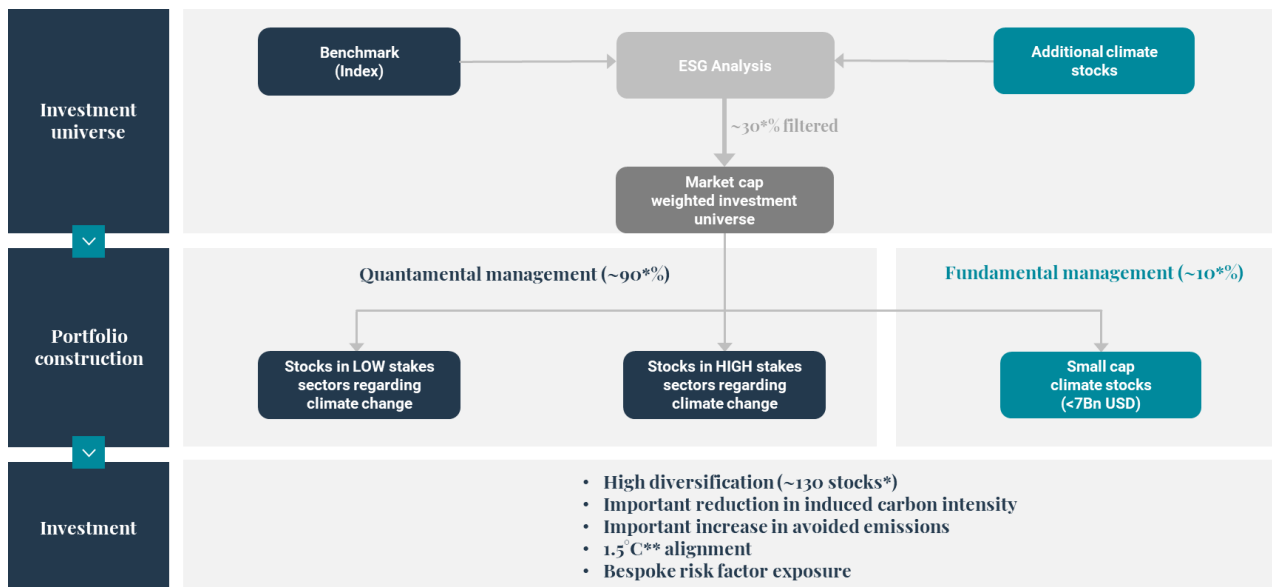 Investment
universe
Benchmark
(Index)
ESG Analysis
Additional climate
stocks
~30*% filtered
Market cap
weighted investment
universe
Portfolio
construction
Quantamental management (~90*%)
Fundamental management (~10*%)
Stocks in LOW stakes
sectors regarding
climate change
Stocks in HIGH stakes
sectors regarding
climate change
Small cap
climate stocks
(<7Bn USD)
Investment
• High diversification (~130 stocks*)
• Important reduction in induced carbon intensity
• Important increase in avoided emissions
• 1.5°C** alignment
• Bespoke risk factor exposure